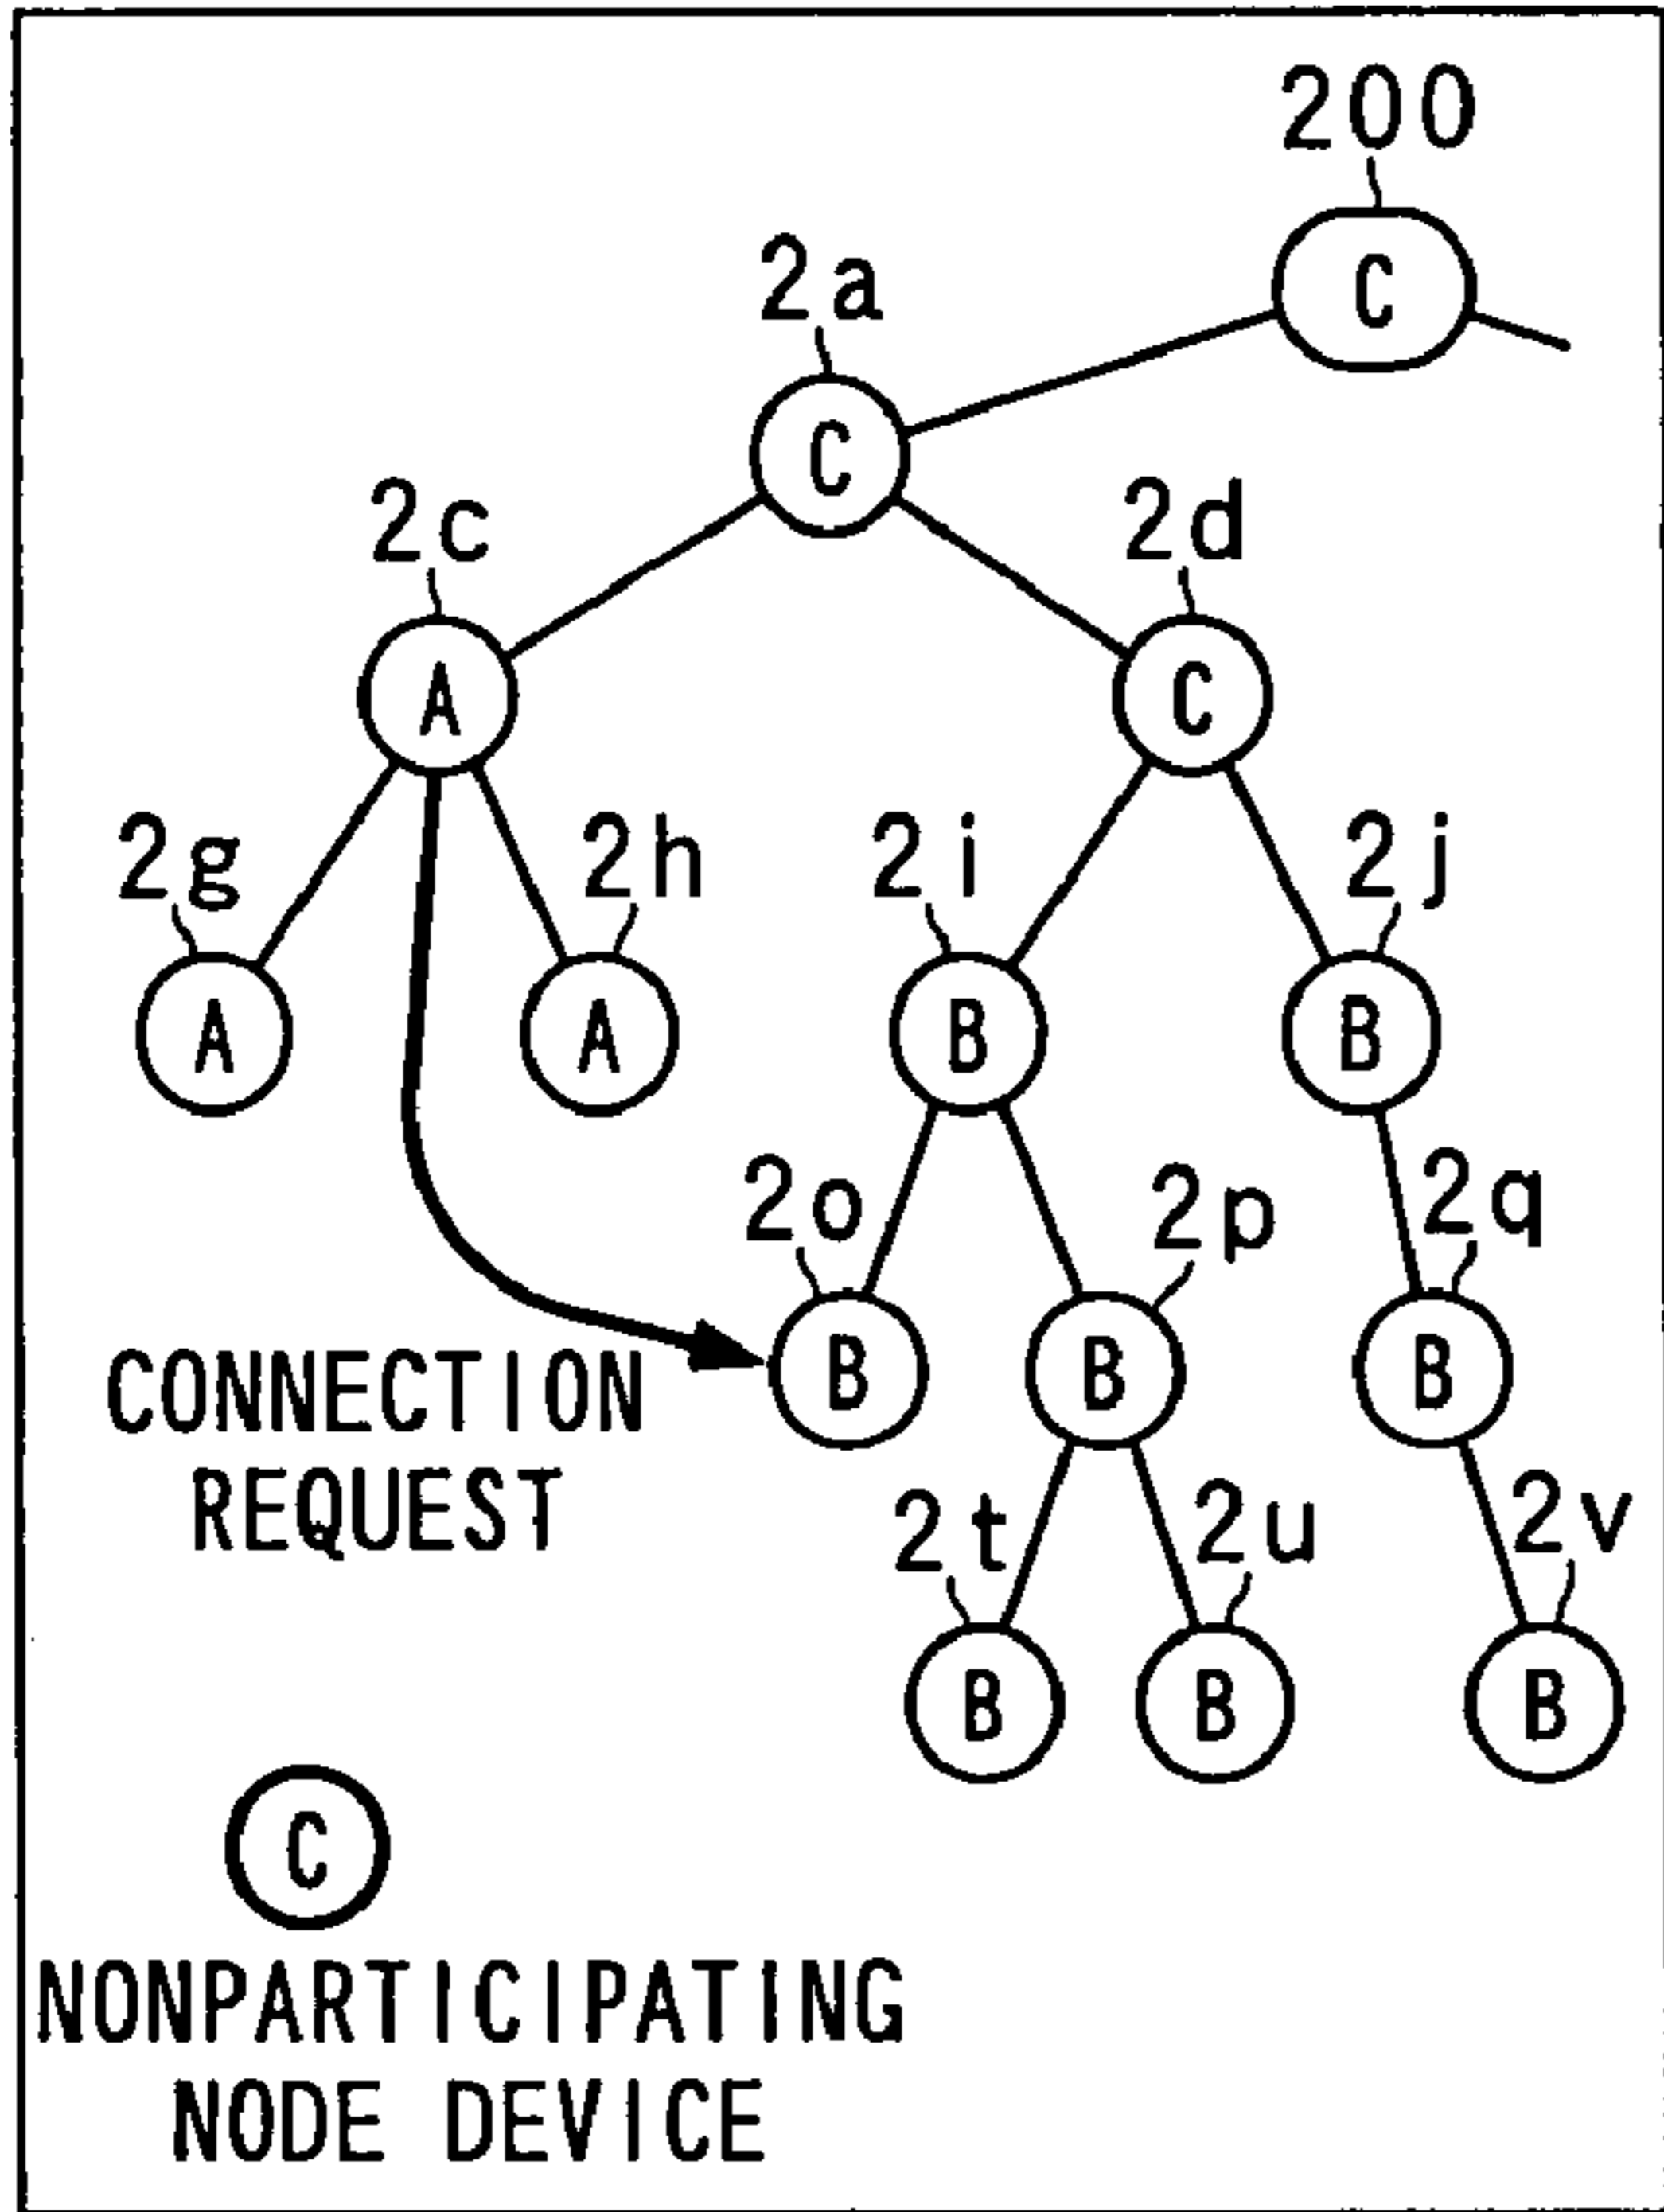 200
C
2a
C
2c
2d
A
C
2g
2h
2i
2j
A
A
B
B
2o
2p
2q
B
B
B
CONNECTION
REQUEST
2t
2u
2v
B
B
B
C
NONPARTICIPATING
NODE DEVICE